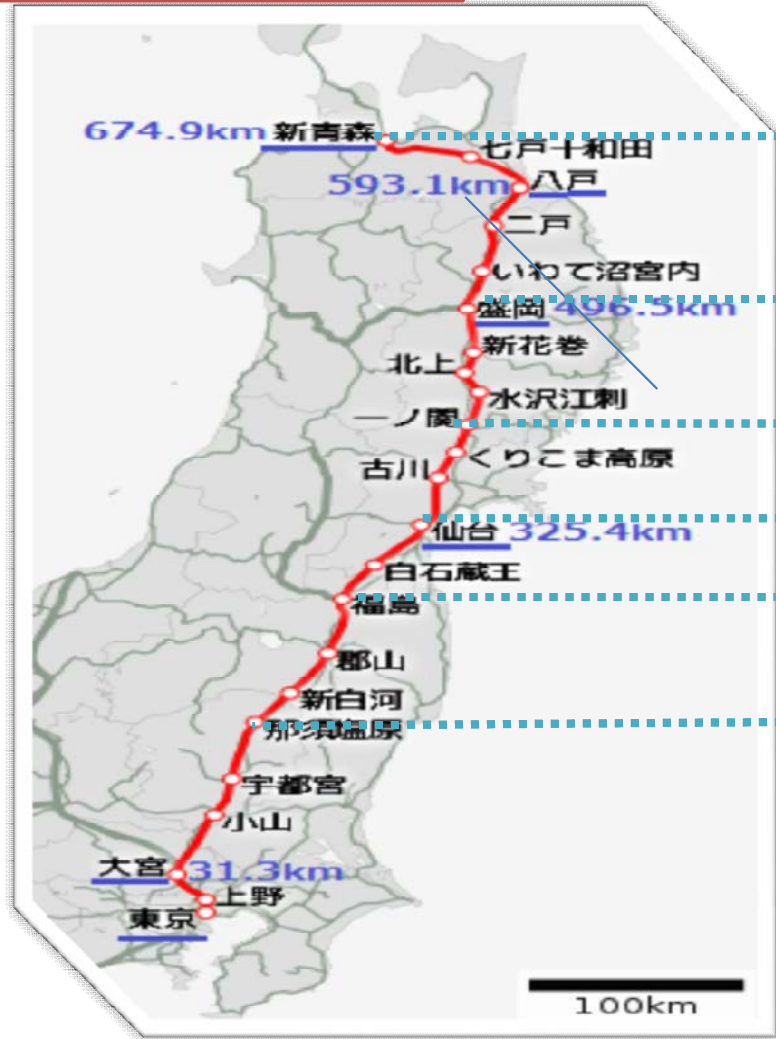 674.9km 新青森
七戸十和田
593.1km 八戸
二戸
いわて沼宮内
盛岡 496.5km
新花巻
北上
水沢江刺
一ノ関
くりこま高原
古川
仙台 325.4km
白石蔵王
福島
郡山
新白河
那須塩原
宇都宮
小山
大宮 31.3km
上野
東京
100km